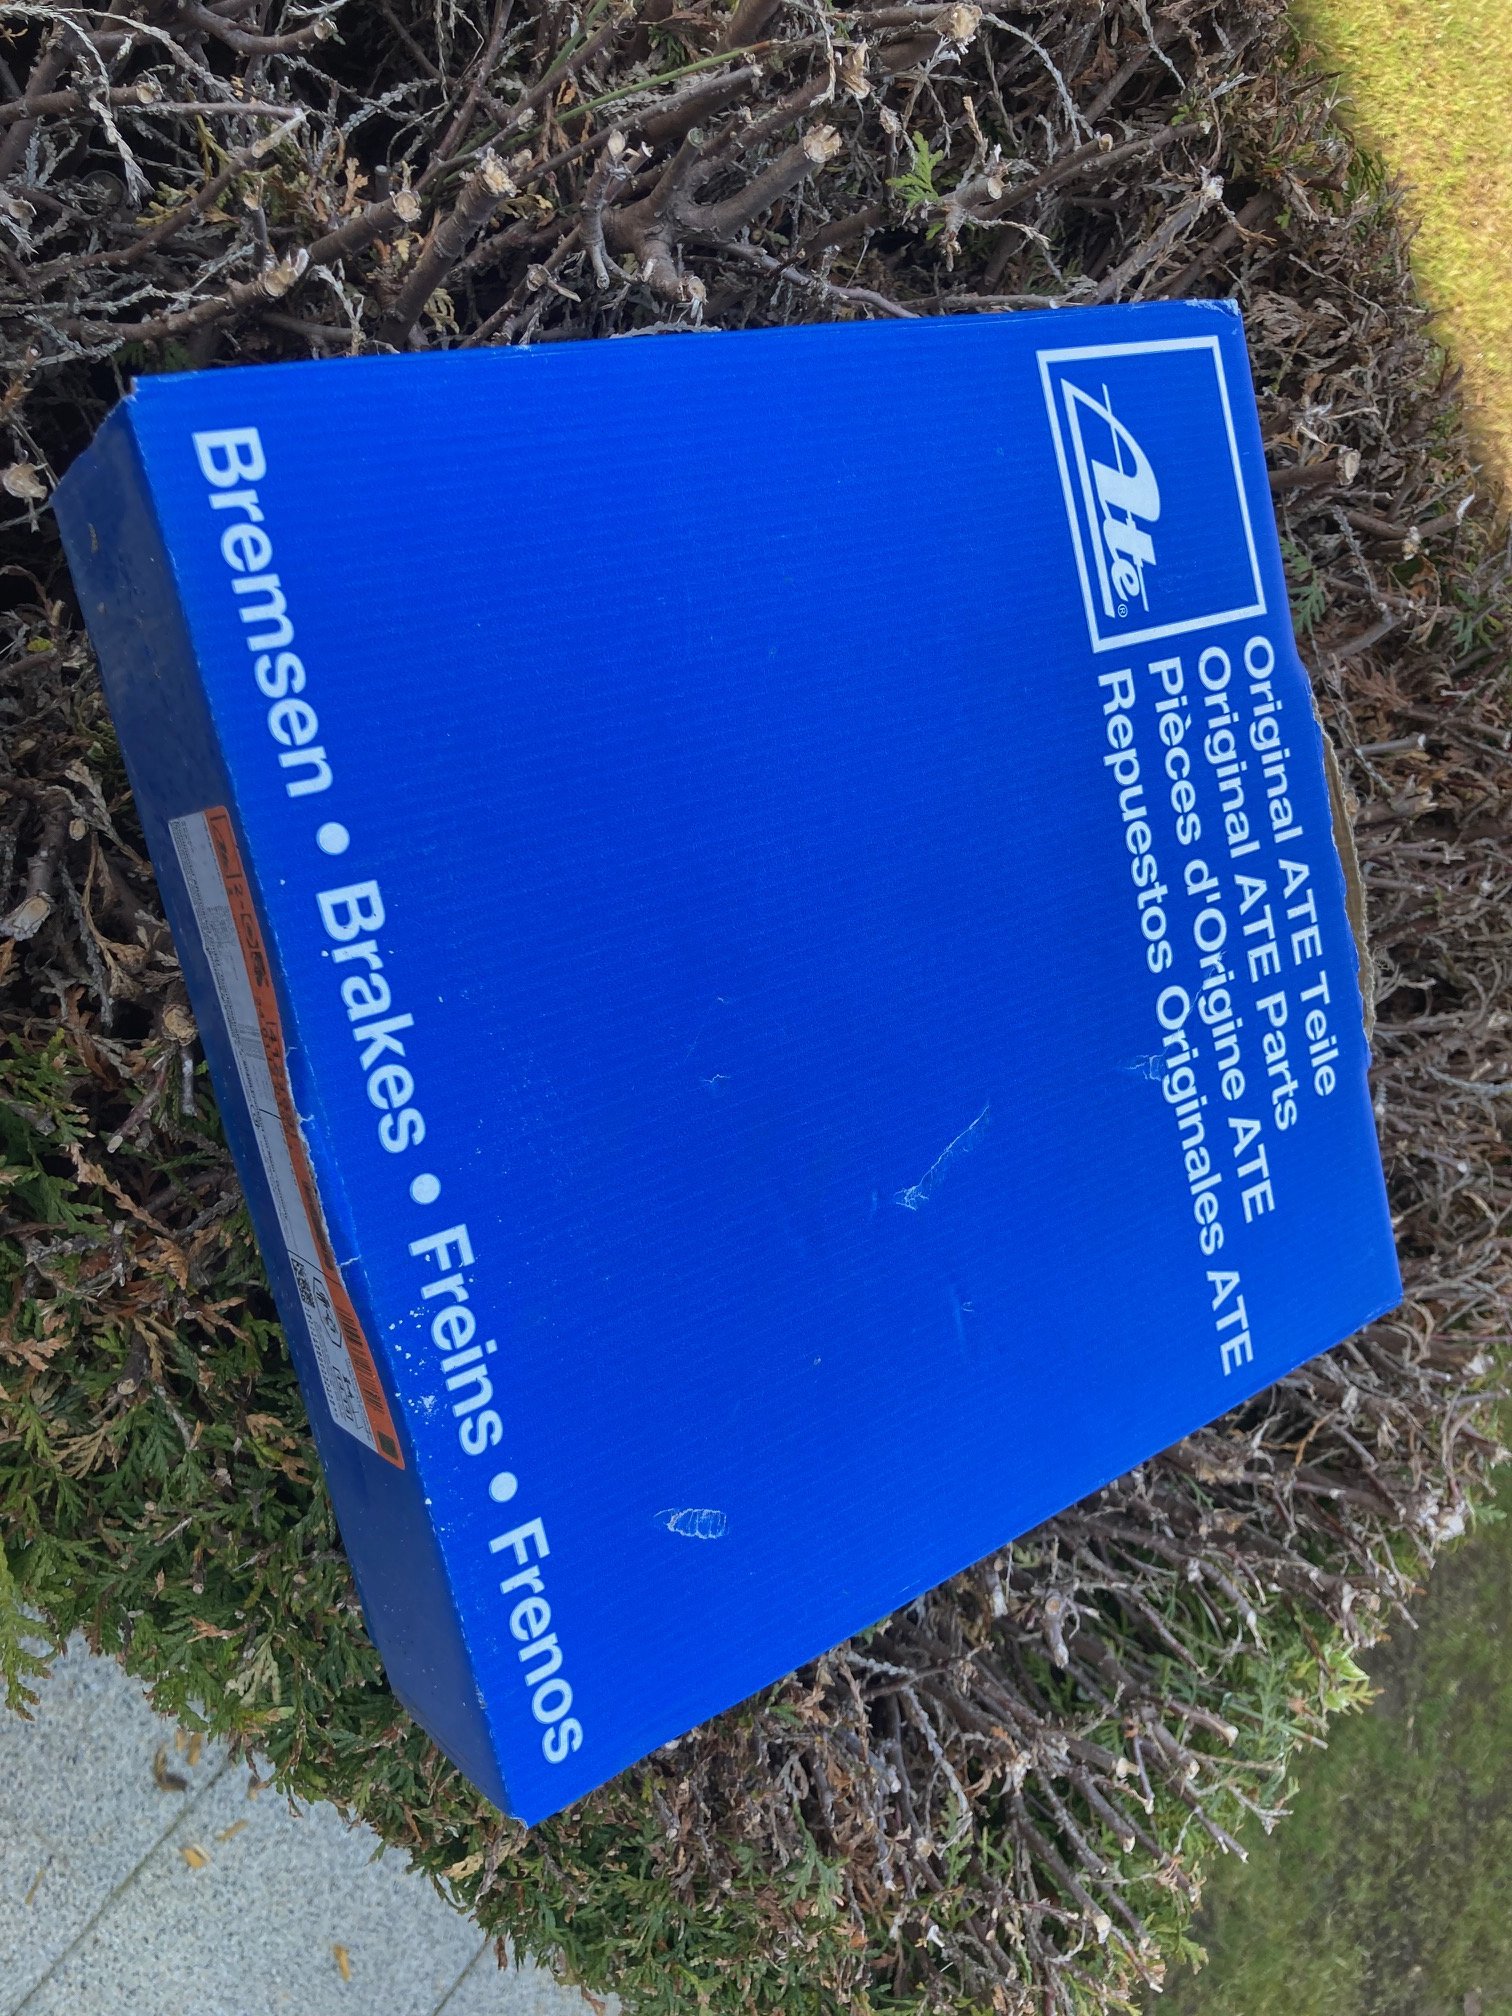 Ate®
Original ATE Teile
Original ATE Parts
Pièces d'Origine ATE
Repuestos Originales ATE
Bremsen • Brakes • Freins • Frenos